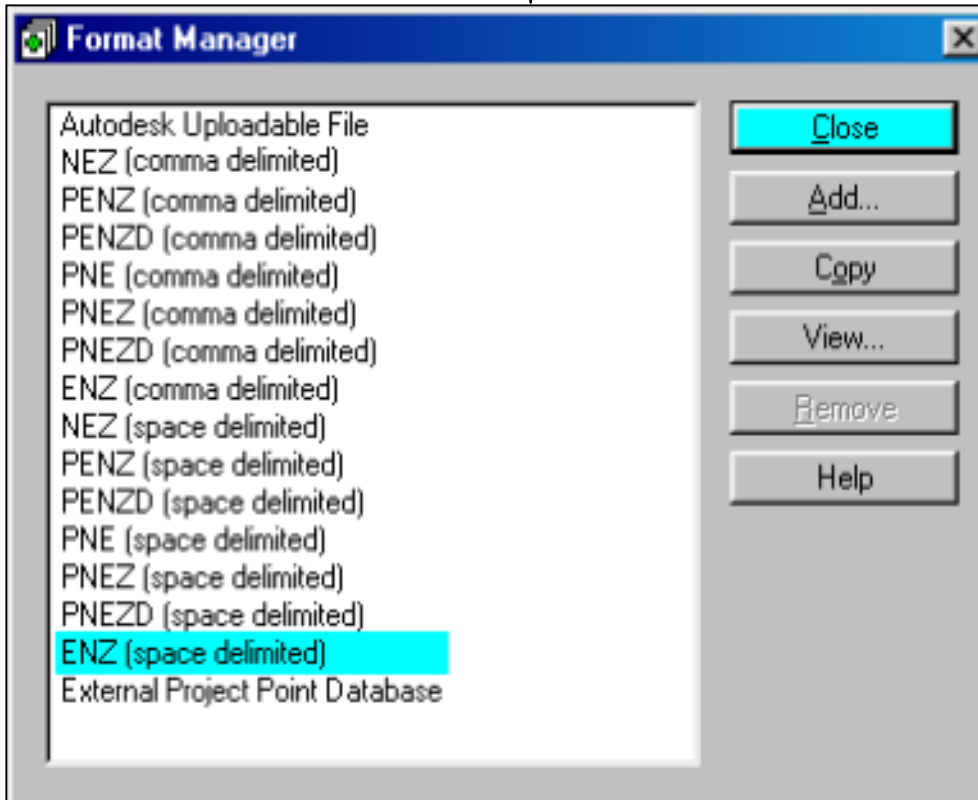 Format Manager
Autodesk Uploadable File
NEZ (comma delimited)
PENZ (comma delimited)
PENZD (comma delimited)
PNE (comma delimited)
PNEZ (comma delimited)
PNEZD (comma delimited)
ENZ (comma delimited)
NEZ (space delimited)
PENZ (space delimited)
PENZD (space delimited)
PNE (space delimited)
PNEZ (space delimited)
PNEZD (space delimited)
ENZ (space delimited)
External Project Point Database
Close
Add...
Copy
View...
Remove
Help